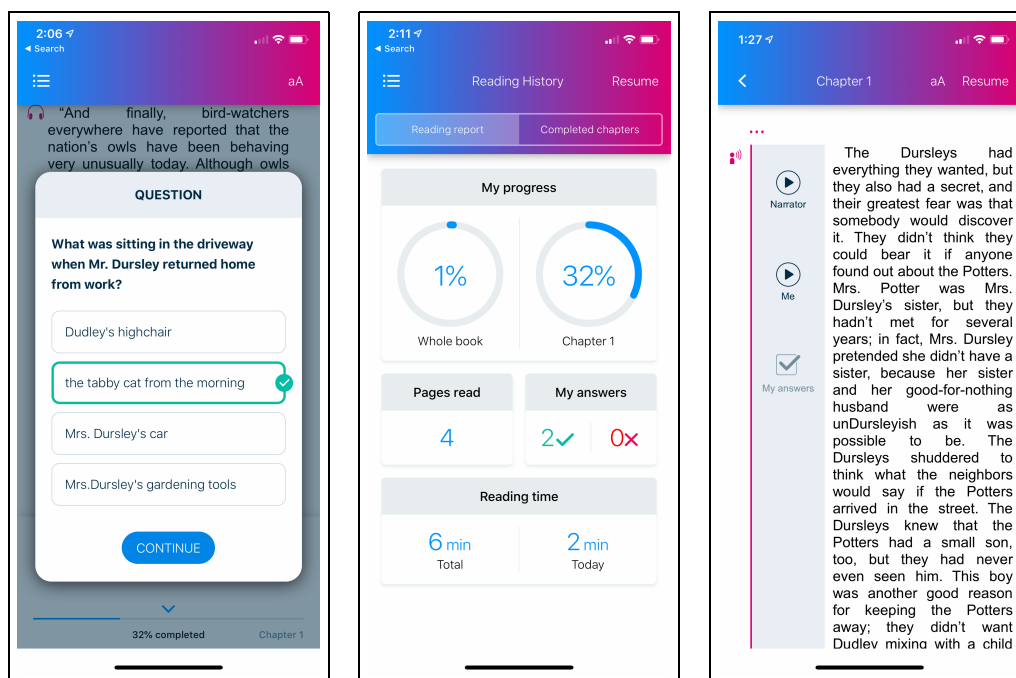 2:06
◀ Search
aA
“And finally, bird-watchers
everywhere have reported that the
nation’s owls have been behaving
very unusually today. Although owls
QUESTION
What was sitting in the driveway
when Mr. Dursley returned home
from work?
Dudley's highchair
the tabby cat from the morning
Mrs. Dursley's car
Mrs.Dursley's gardening tools
CONTINUE
32% completed
Chapter 1
2:11
◀ Search
Reading History
Resume
Reading report
Completed chapters
My progress
1%
32%
Whole book
Chapter 1
Pages read
My answers
4
2
0
Reading time
6 min
2 min
Total
Today
1:27
Chapter 1
aA
Resume
Narrator
Me
My answers
The Dursleys had
everything they wanted, but
they also had a secret, and
their greatest fear was that
somebody would discover
it. They didn’t think they
could bear it if anyone
found out about the Potters.
Mrs. Potter was Mrs.
Dursley’s sister, but they
hadn’t met for several
years; in fact, Mrs. Dursley
pretended she didn’t have a
sister, because her sister
and her good-for-nothing
husband were as
unDursleyish as it was
possible to be. The
Dursleys shuddered to
think what the neighbors
would say if the Potters
arrived in the street. The
Dursleys knew that the
Potters had a small son,
too, but they had never
even seen him. This boy
was another good reason
for keeping the Potters
away; they didn’t want
Dudley mixing with a child